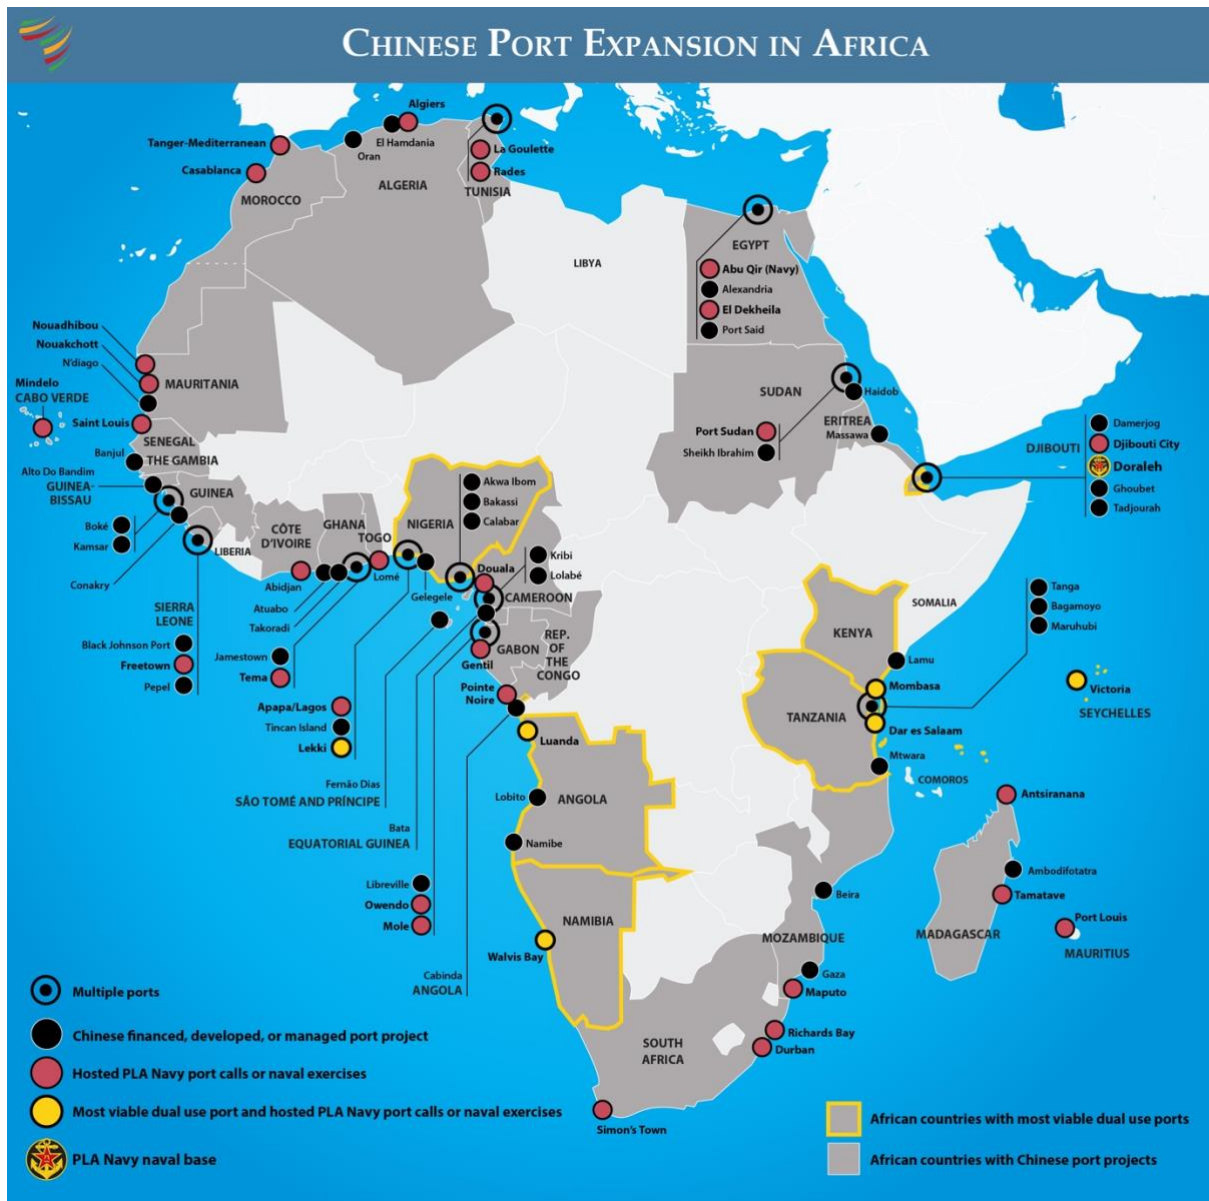 CHINESE PORT EXPANSION IN AFRICA
Algiers
El Hamdania
Oran
Tanger-Mediterranean
Casablanca
MOROCCO
ALGERIA
La Goulette
Rades
TUNISIA
LIBYA
EGYPT
Abu Qir (Navy)
Alexandria
El Dekheila
Port Said
Nouadhibou
Nouakchott
N'diago
MAURITANIA
Mindelo
CABO VERDE
Saint Louis
SENEGAL
Banjul
THE GAMBIA
Alto Do Bandim
GUINEA-
BISSAU
GUINEA
Boké
Kamsar
Conakry
SUDAN
Haidob
Port Sudan
Sheikh Ibrahim
ERITREA
Massawa
DJIBOUTI
Damerjog
Djibouti City
Doraleh
Ghoubet
Tadjourah
LIBERIA
SIERRA
LEONE
Black Johnson Port
Freetown
Pepel
CÔTE
D'IVOIRE
Abidjan
GHANA
Atuabo
Takoradi
Jamestown
Tema
TOGO
Lomé
NIGERIA
Akwa Ibom
Bakassi
Calabar
Gelegele
Apapa/Lagos
Tincan Island
Lekki
Douala
Kribi
Lolabé
CAMEROON
GABON
Gentil
REP.
OF
THE
CONGO
Pointe
Noire
Fernão Dias
SÃO TOMÉ AND PRÍNCIPE
Bata
EQUATORIAL GUINEA
Libreville
Owendo
Mole
Cabinda
ANGOLA
Luanda
Lobito
ANGOLA
Namibe
NAMIBIA
Walvis Bay
SOMALIA
KENYA
Lamu
Mombasa
Tanga
Bagamoyo
Maruhubi
TANZANIA
Dar es Salaam
Mtwara
Victoria
SEYCHELLES
COMOROS
Antsiranana
Ambodifotatra
Tamatave
MADAGASCAR
Port Louis
MAURITIUS
Beira
MOZAMBIQUE
Gaza
Maputo
Richards Bay
Durban
SOUTH
AFRICA
Simon's Town
Multiple ports
Chinese financed, developed, or managed port project
Hosted PLA Navy port calls or naval exercises
Most viable dual use port and hosted PLA Navy port calls or naval exercises
PLA Navy naval base
African countries with most viable dual use ports
African countries with Chinese port projects